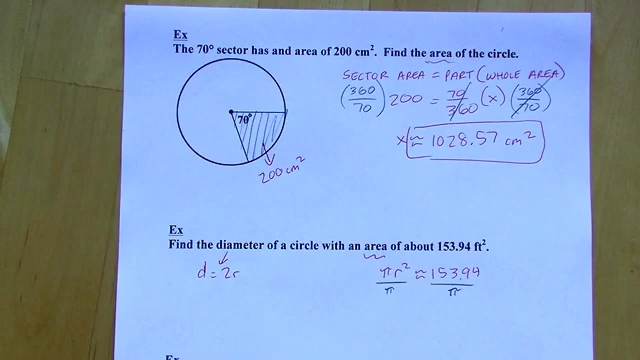 Ex
The 70° sector has and area of 200 cm². Find the area of the circle.
SECTOR AREA = PART (WHOLE AREA)
(360/70) 200 = 70/360 (x) (360/70)
70°
x ≈ 1028.57 cm²
200 cm²
Ex
Find the diameter of a circle with an area of about 153.94 ft².
d = 2r
πr² ≈ 153.94
π π
Ex